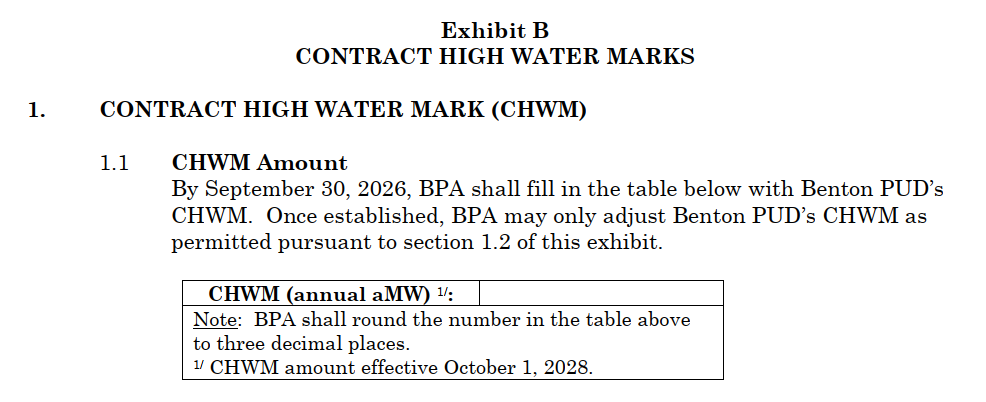 Exhibit B
CONTRACT HIGH WATER MARKS
1. CONTRACT HIGH WATER MARK (CHWM)
1.1 CHWM Amount
By September 30, 2026, BPA shall fill in the table below with Benton PUD’s
CHWM.  Once established, BPA may only adjust Benton PUD’s CHWM as
permitted pursuant to section 1.2 of this exhibit.
CHWM (annual aMW) 1/:
Note:  BPA shall round the number in the table above
to three decimal places.
1/ CHWM amount effective October 1, 2028.